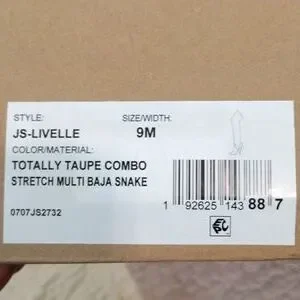 STYLE: SIZE/WIDTH:
JS-LIVELLE 9M
COLOR/MATERIAL:
TOTALLY TAUPE COMBO
STRETCH MULTI BAJA SNAKE
1 92625 143 88 7
0707JS2732